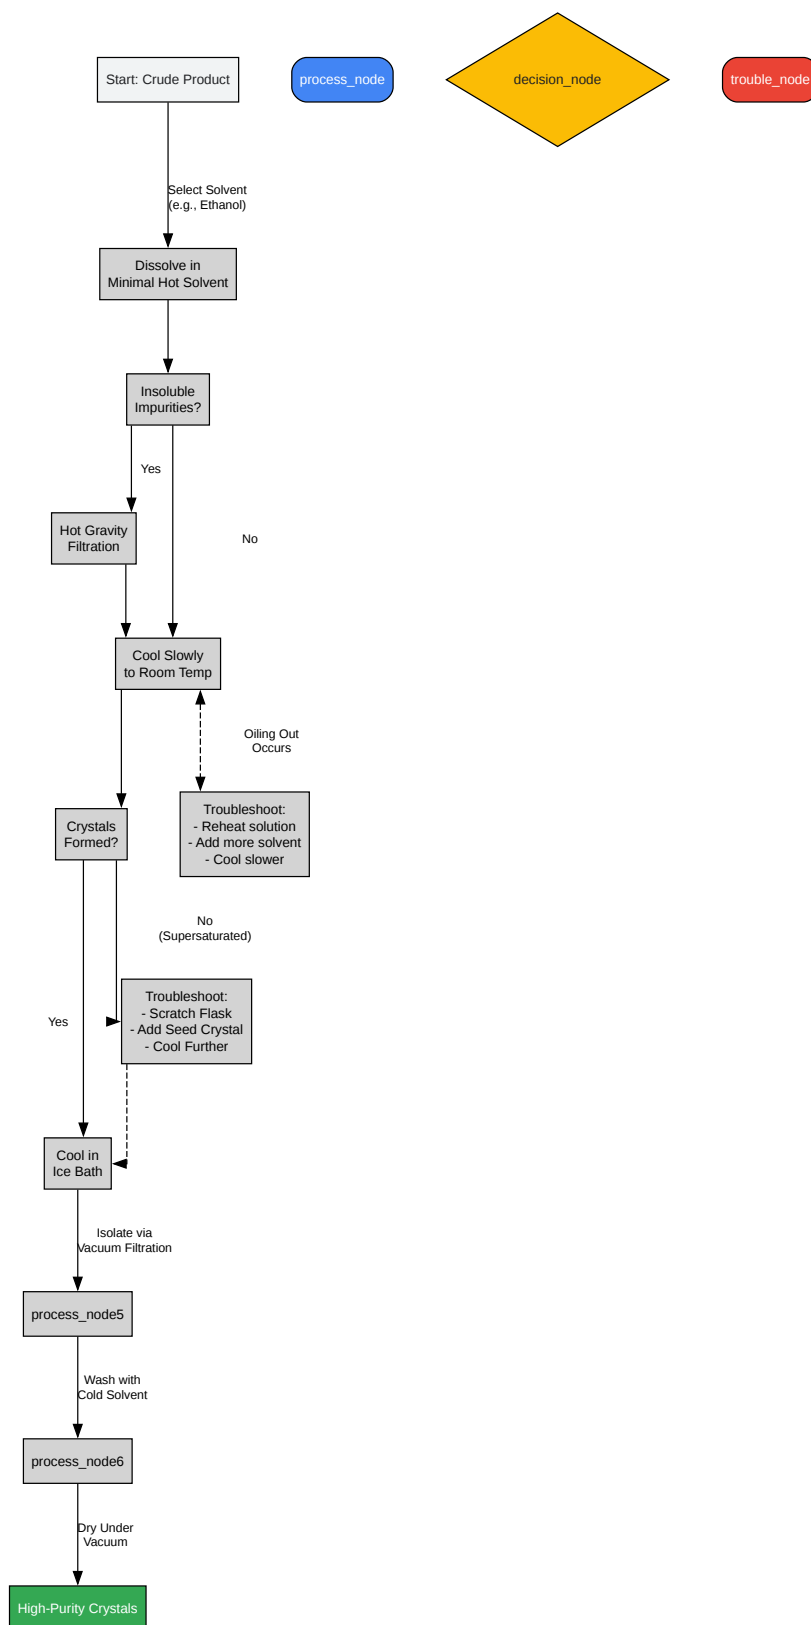 Start: Crude Product
process_node
decision_node
trouble_node
Select Solvent
(e.g., Ethanol)
Dissolve in
Minimal Hot Solvent
Insoluble
Impurities?
Yes
Hot Gravity
Filtration
No
Cool Slowly
to Room Temp
Oiling Out
Occurs
Troubleshoot:
- Reheat solution
- Add more solvent
- Cool slower
Crystals
Formed?
No
(Supersaturated)
Troubleshoot:
- Scratch Flask
- Add Seed Crystal
- Cool Further
Yes
Cool in
Ice Bath
Isolate via
Vacuum Filtration
process_node5
Wash with
Cold Solvent
process_node6
Dry Under
Vacuum
High-Purity Crystals